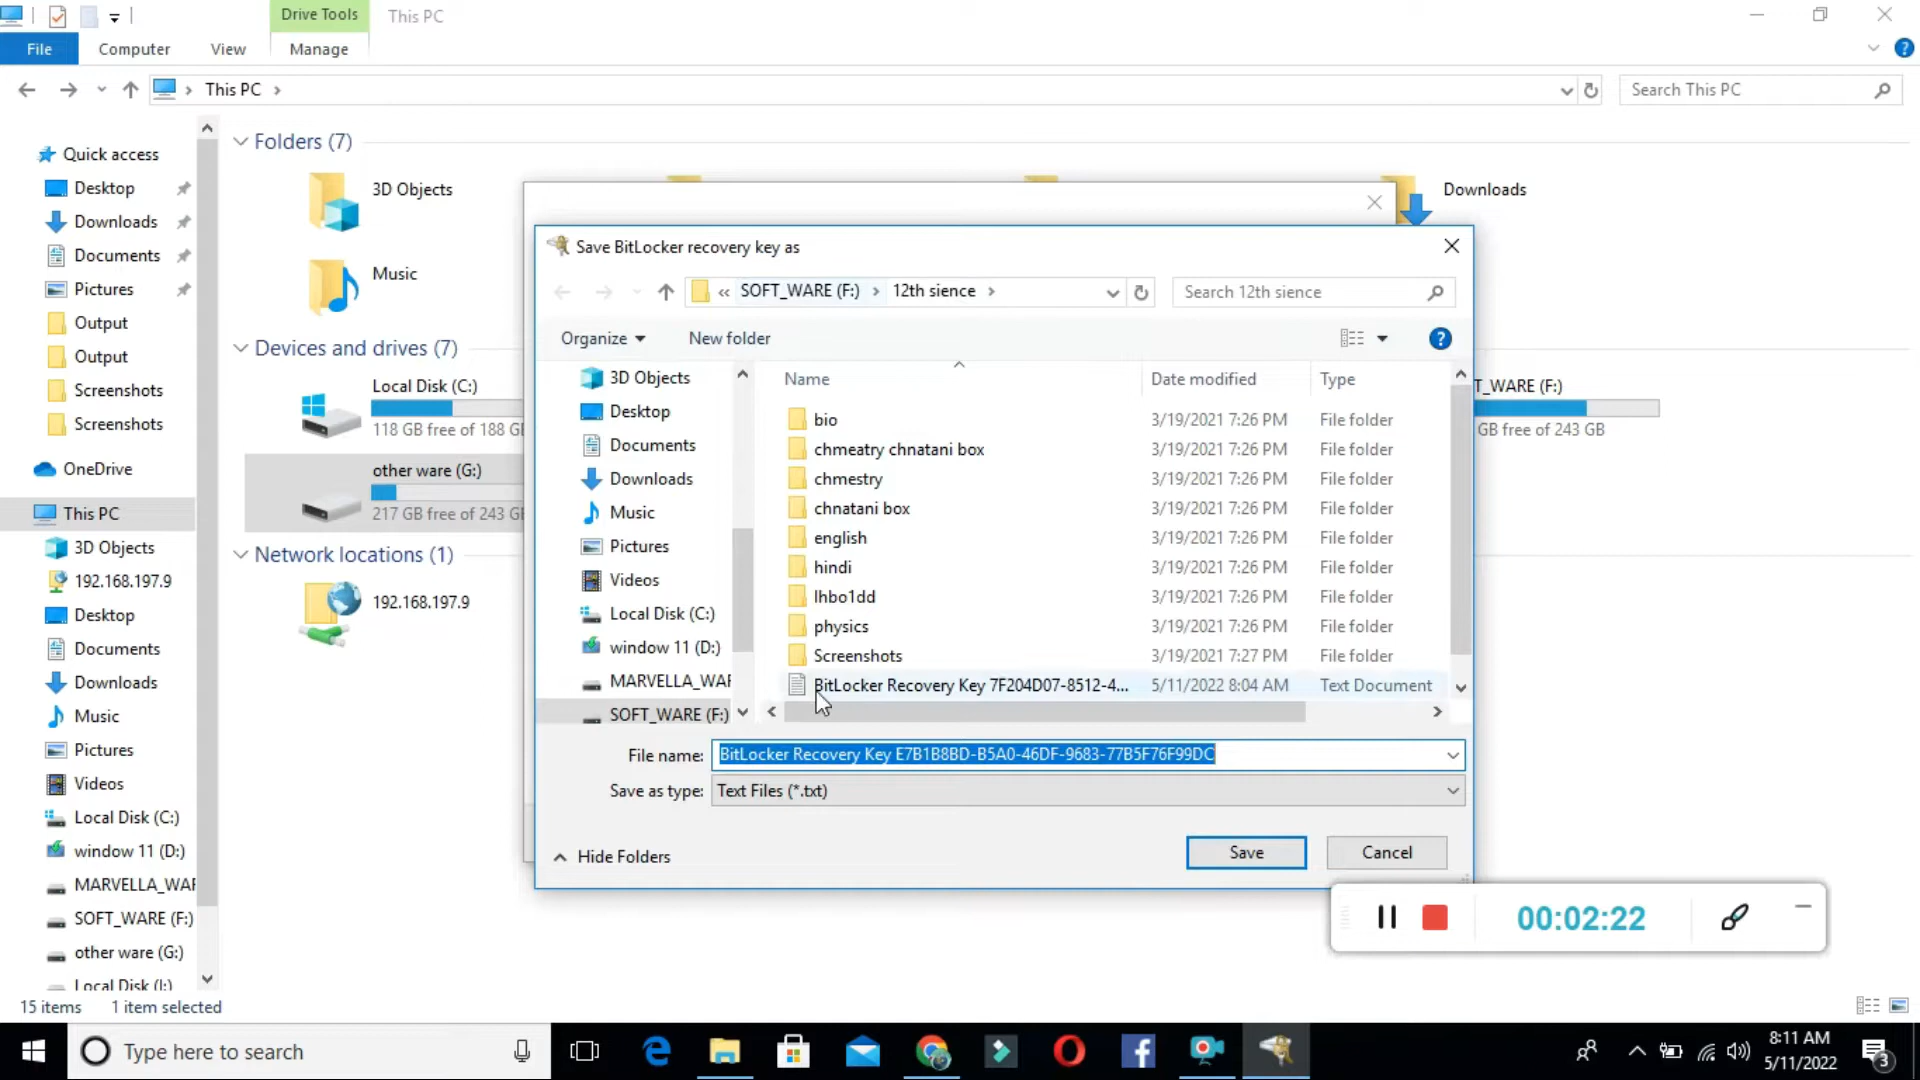 Drive Tools
This PC
File
Computer
View
Manage
This PC
Search This PC
Quick access
Desktop
Downloads
Documents
Pictures
Output
Output
Screenshots
Screenshots
OneDrive
This PC
3D Objects
192.168.197.9
Desktop
Documents
Downloads
Music
Pictures
Videos
Local Disk (C:)
window 11 (D:)
MARVELLA_WAR
SOFT_WARE (F:)
other ware (G:)
Local Disk (I:)
Folders (7)
3D Objects
Music
Downloads
Devices and drives (7)
Local Disk (C:)
118 GB free of 188 G
other ware (G:)
217 GB free of 243 G
T_WARE (F:)
GB free of 243 GB
Network locations (1)
192.168.197.9
Save BitLocker recovery key as
« SOFT_WARE (F:) > 12th sience >
Search 12th sience
Organize
New folder
3D Objects
Desktop
Documents
Downloads
Music
Pictures
Videos
Local Disk (C:)
window 11 (D:)
MARVELLA_WAR
SOFT_WARE (F:)
Name Date modified Type
bio 3/19/2021 7:26 PM File folder
chmeatry chnatani box 3/19/2021 7:26 PM File folder
chmestry 3/19/2021 7:26 PM File folder
chnatani box 3/19/2021 7:26 PM File folder
english 3/19/2021 7:26 PM File folder
hindi 3/19/2021 7:26 PM File folder
lhbo1dd 3/19/2021 7:26 PM File folder
physics 3/19/2021 7:26 PM File folder
Screenshots 3/19/2021 7:27 PM File folder
BitLocker Recovery Key 7F204D07-8512-4... 5/11/2022 8:04 AM Text Document
File name: BitLocker Recovery Key E7B1B8BD-B5A0-46DF-9683-77B5F76F99DC
Save as type: Text Files (*.txt)
Hide Folders
Save
Cancel
00:02:22
15 items
1 item selected
Type here to search
8:11 AM
5/11/2022
3